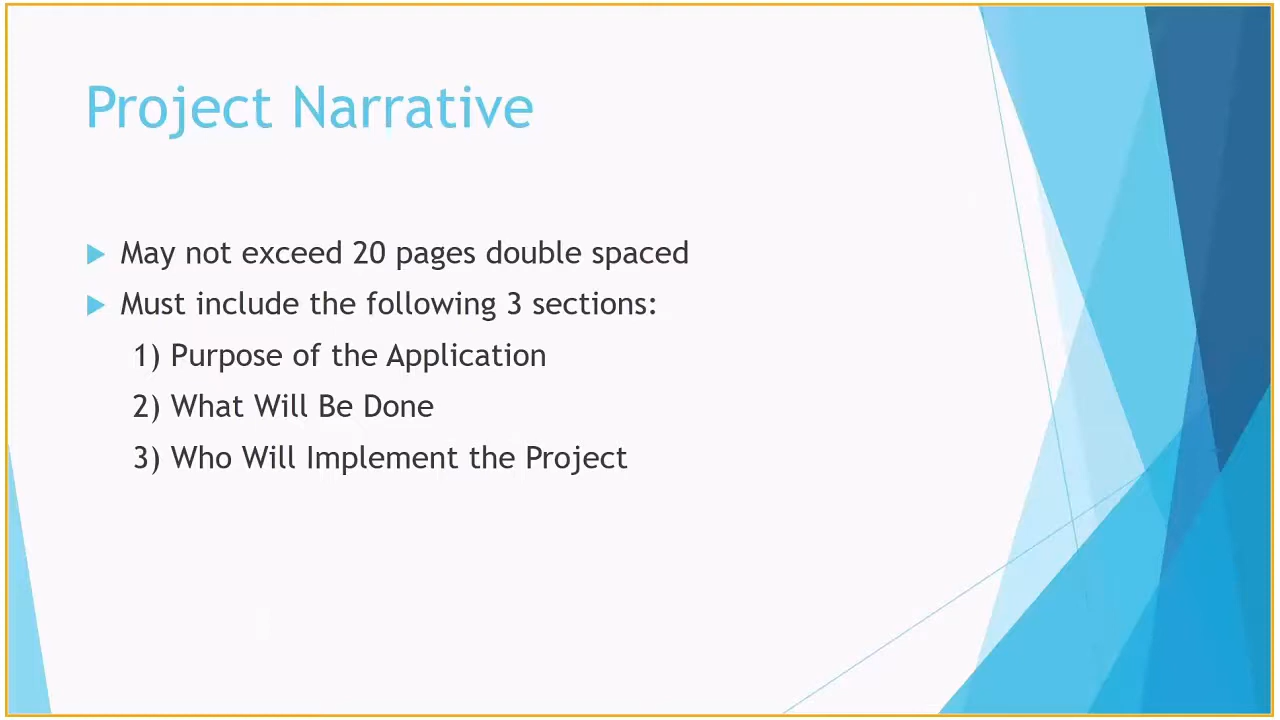 Project Narrative
May not exceed 20 pages double spaced
Must include the following 3 sections:
1) Purpose of the Application
2) What Will Be Done
3) Who Will Implement the Project